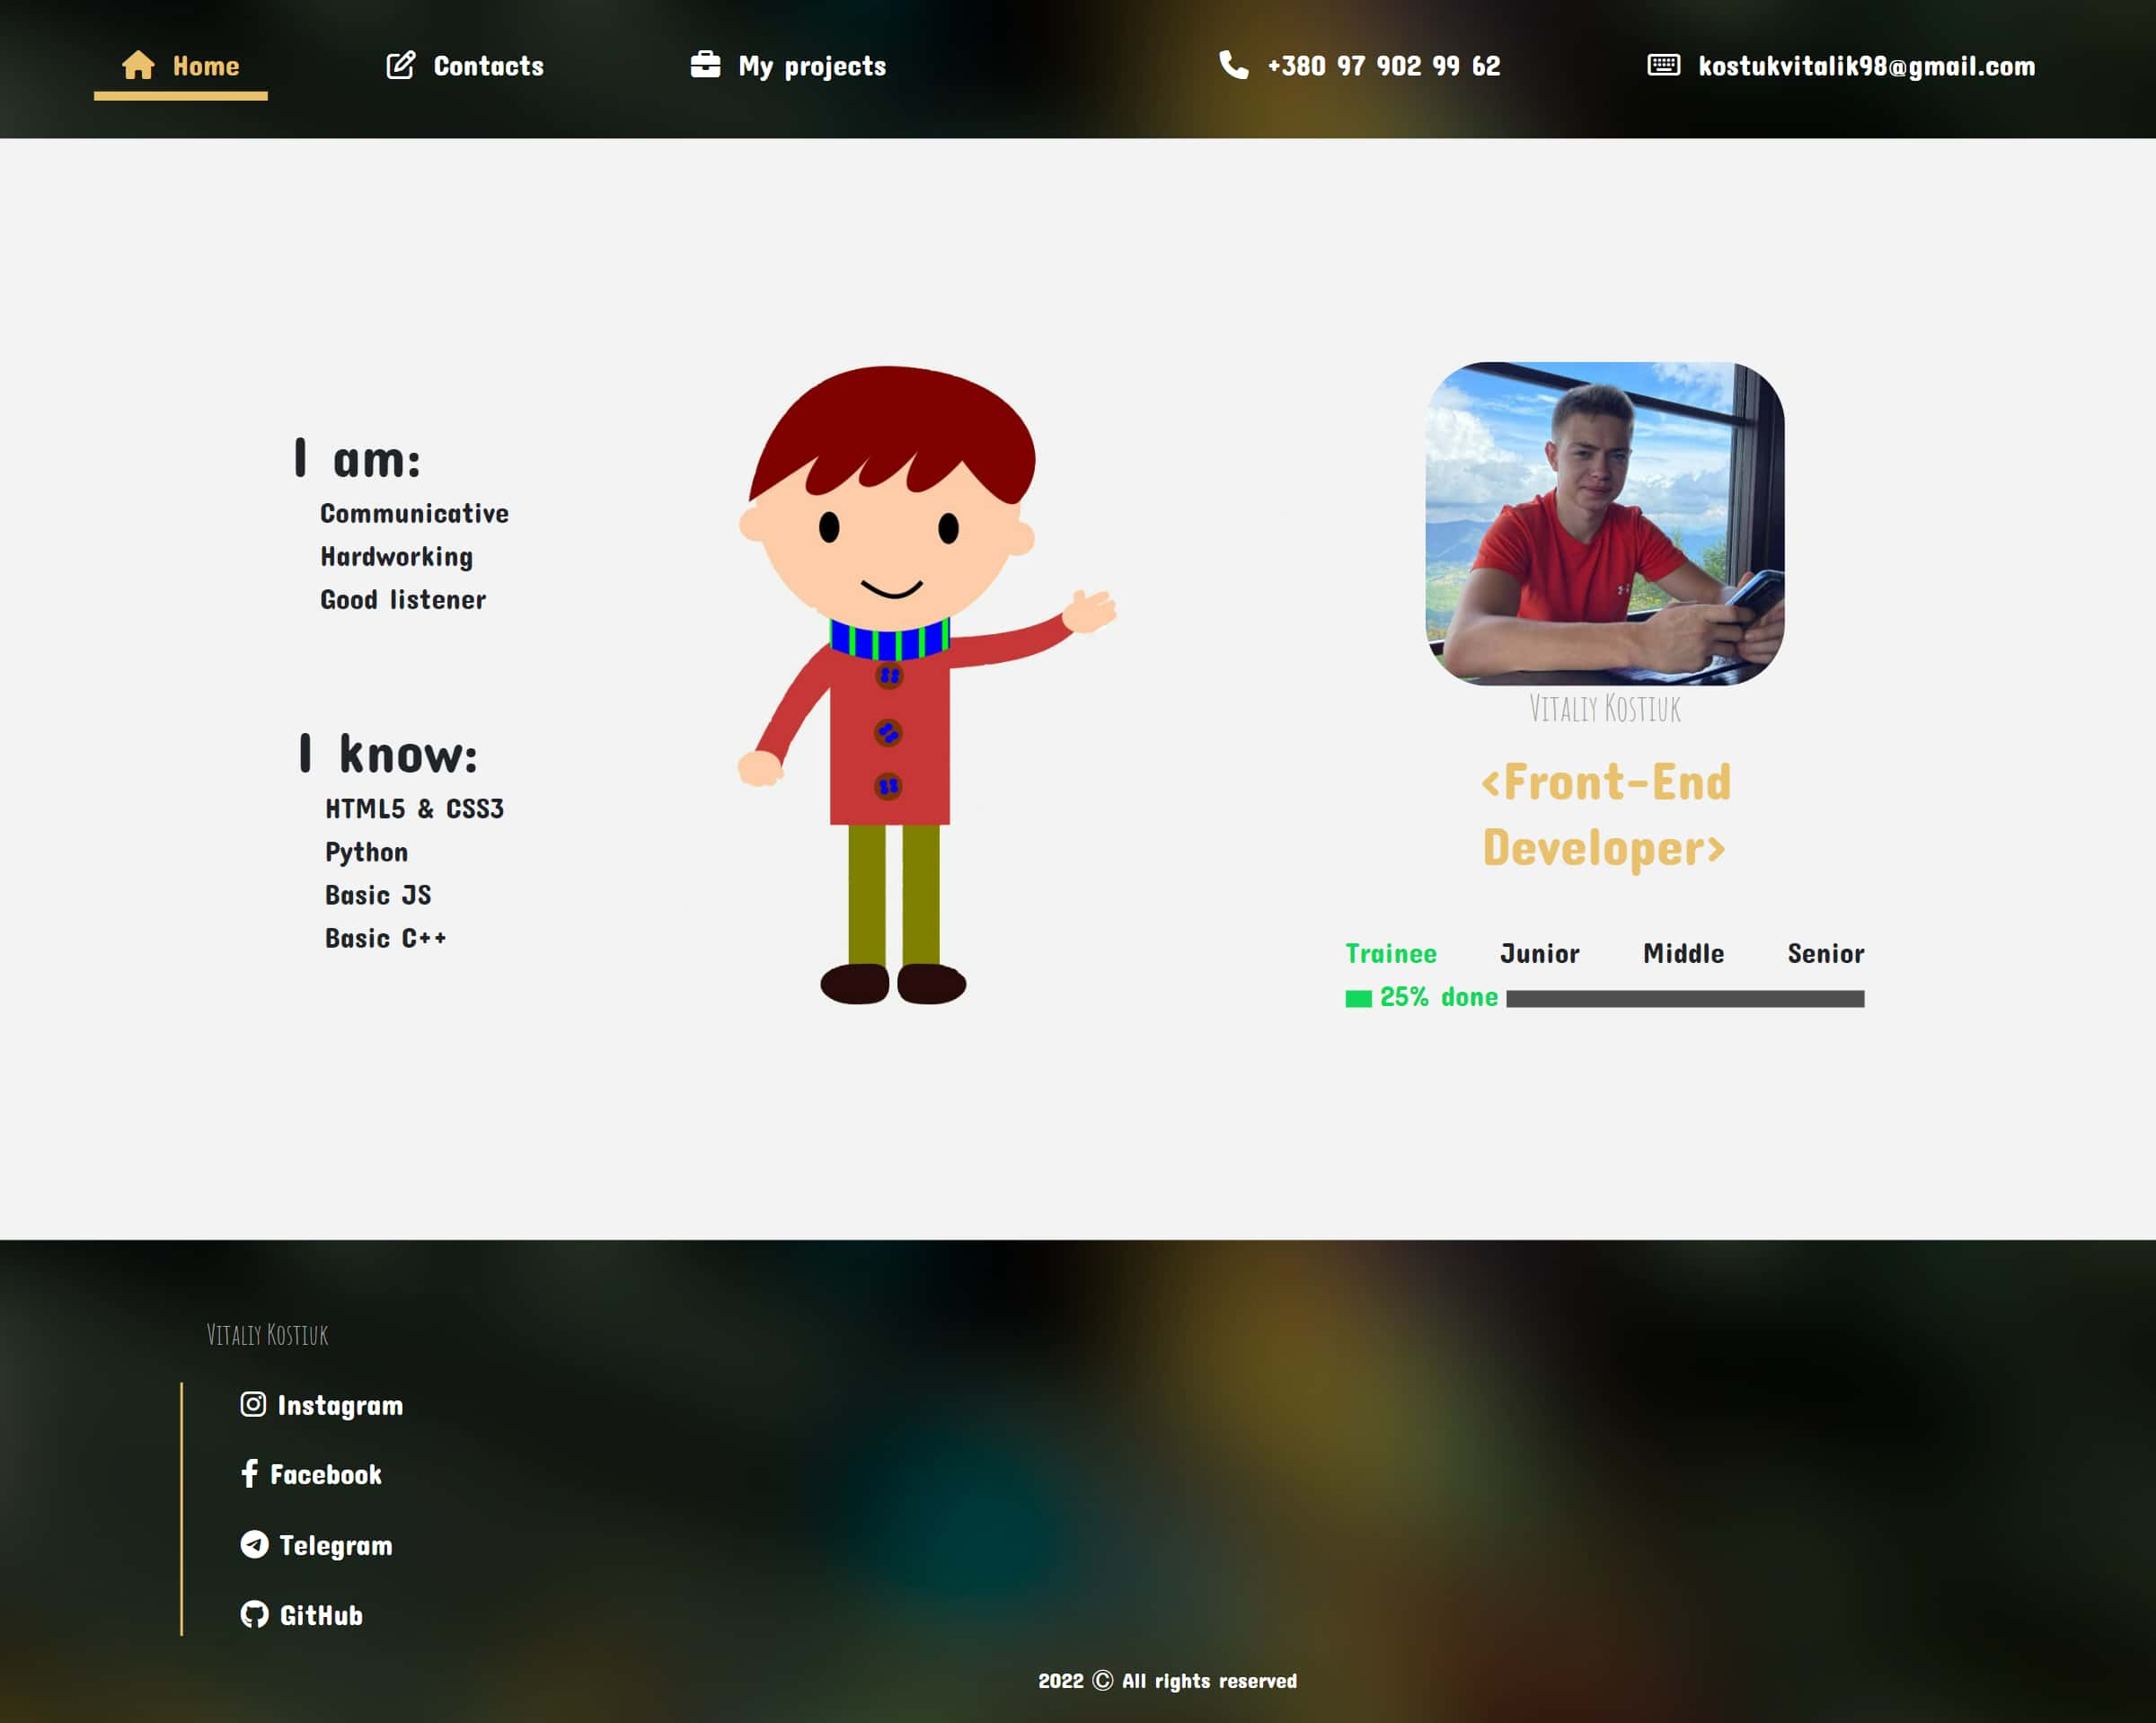 Home
Contacts
My projects
+380 97 902 99 62
kostukvitalik98@gmail.com
I am:
Communicative
Hardworking
Good listener
I know:
HTML5 & CSS3
Python
Basic JS
Basic C++
Vitaliy Kostiuk
<Front-End
Developer>
Trainee Junior Middle Senior
25% done
Vitaliy Kostiuk
Instagram
Facebook
Telegram
GitHub
2022 Ⓒ All rights reserved